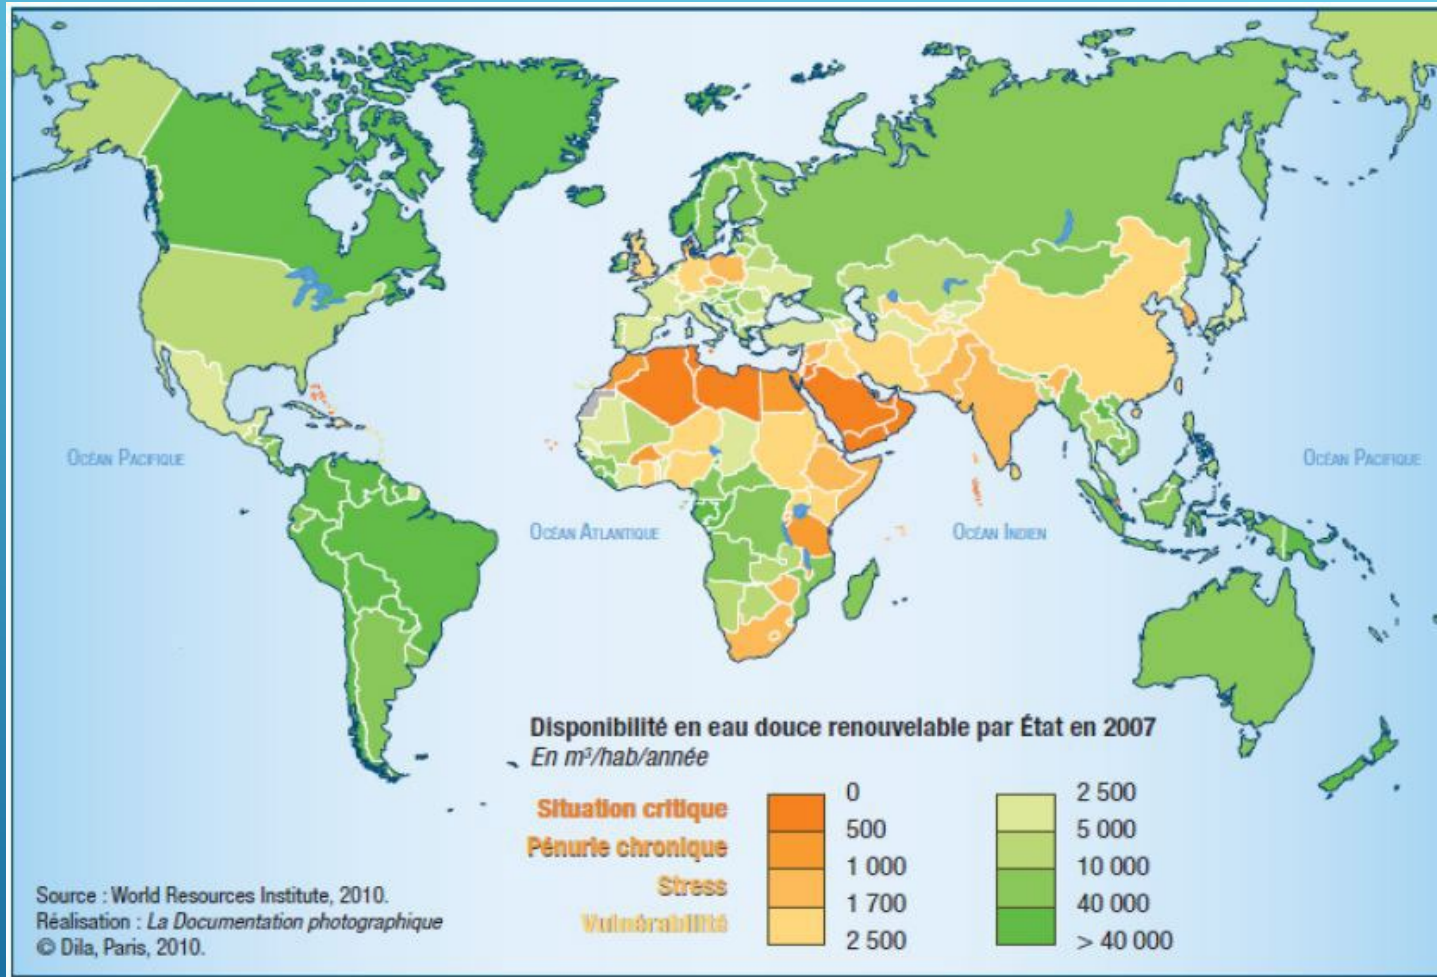 OCÉAN PACIFIQUE
OCÉAN ATLANTIQUE
OCÉAN INDIEN
OCÉAN PACIFIQUE
Disponibilité en eau douce renouvelable par État en 2007
En m³/hab/année
Situation critique
Pénurie chronique
Stress
Vulnérabilité
0
500
1 000
1 700
2 500
2 500
5 000
10 000
40 000
> 40 000
Source : World Resources Institute, 2010.
Réalisation : La Documentation photographique
© Dila, Paris, 2010.